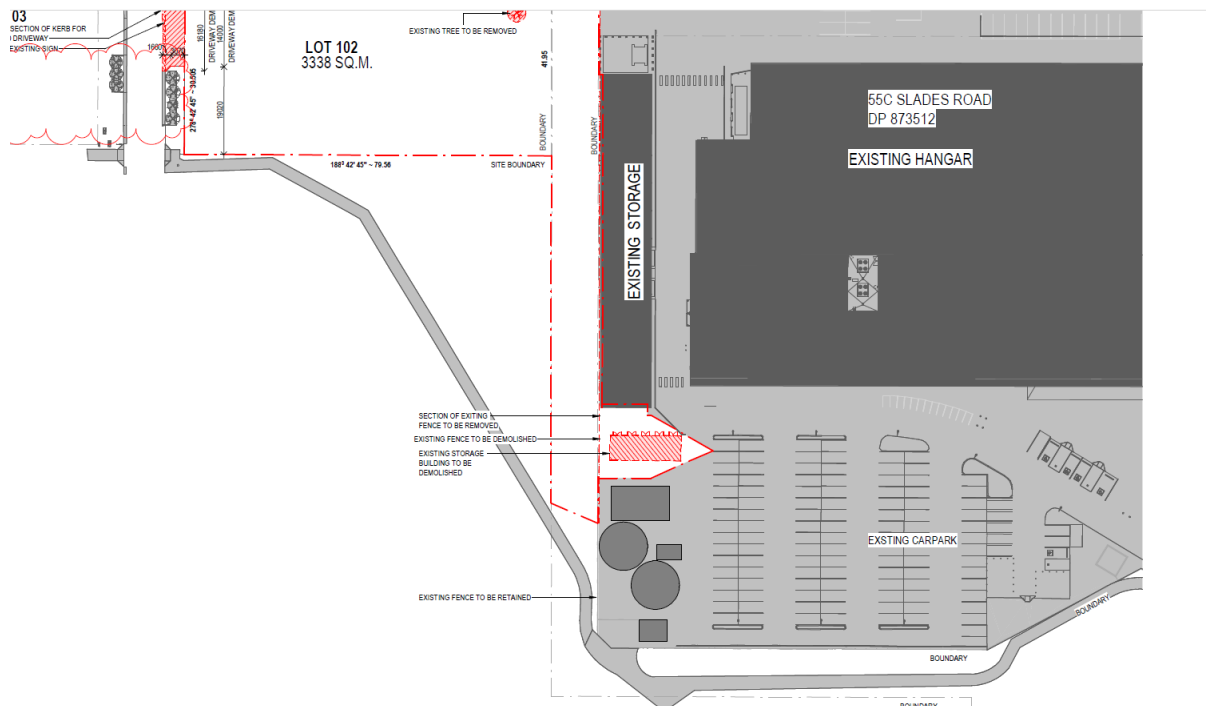 03
SECTION OF KERB FOR
DRIVEWAY
EXISTING SIGN
1660
16180
14000
DRIVEWAY DEM
DRIVEWAY DEM
19020
LOT 102
3338 SQ.M.
EXISTING TREE TO BE REMOVED
41.95
BOUNDARY
BOUNDARY
188° 42' 45" ~ 79.56
SITE BOUNDARY
55C SLADES ROAD
DP 873512
EXISTING HANGAR
EXISTING STORAGE
SECTION OF EXITING
FENCE TO BE REMOVED
EXISTING FENCE TO BE DEMOLISHED
EXISTING STORAGE
BUILDING TO BE
DEMOLISHED
EXSTING CARPARK
EXISTING FENCE TO BE RETAINED
BOUNDARY
BOUNDARY
BOUNDARY